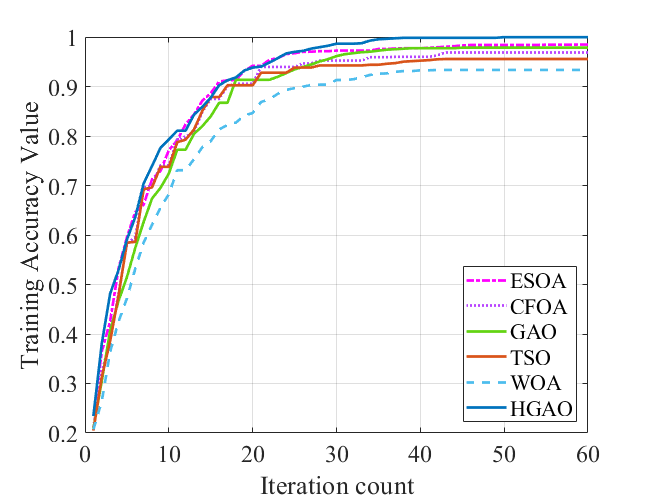 1
0.9
0.8
0.7
0.6
0.5
0.4
0.3
0.2
Training Accuracy Value
ESOA
CFOA
GAO
TSO
WOA
HGAO
0 10 20 30 40 50 60
Iteration count